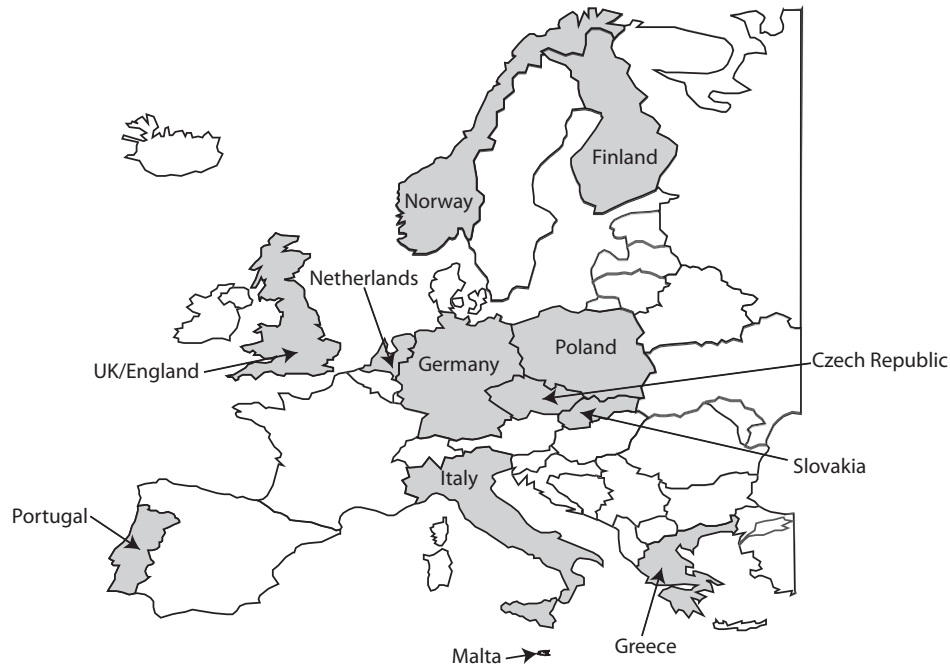 Finland
Norway
Netherlands
Poland
Germany
Czech Republic
UK/England
Slovakia
Italy
Portugal
Greece
Malta